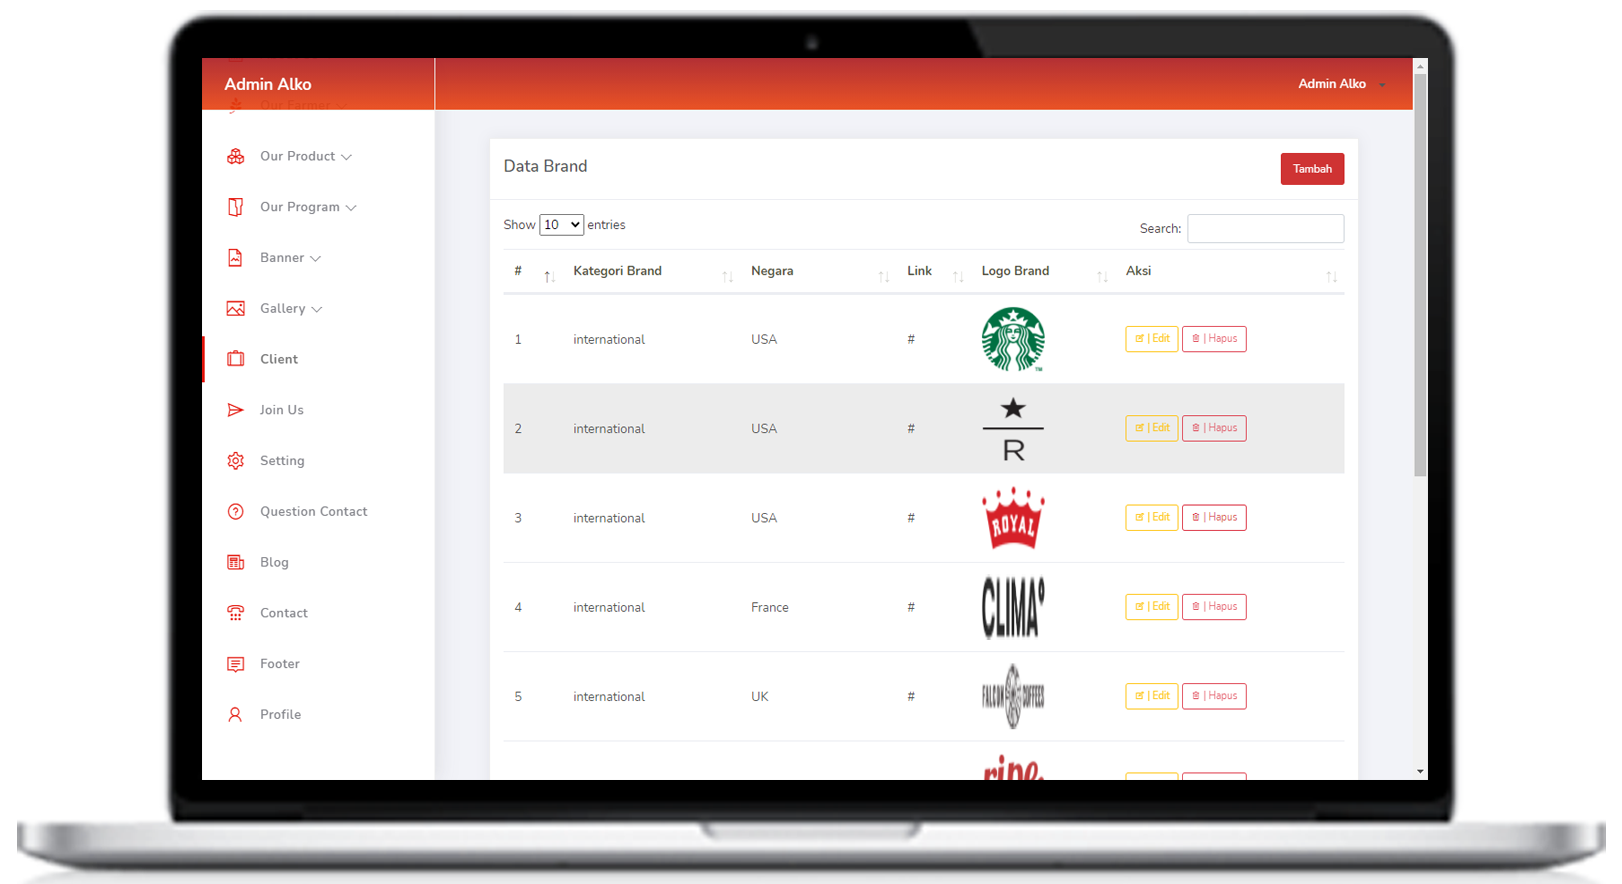 Admin Alko
Admin Alko
Our Farmer
Our Product
Our Program
Banner
Gallery
Client
Join Us
Setting
Question Contact
Blog
Contact
Footer
Profile
Data Brand
Tambah
Show 10 entries
Search:
# Kategori Brand Negara Link Logo Brand Aksi
1 international USA # TM | Edit | Hapus
2 international USA # R | Edit | Hapus
3 international USA # ROYAL | Edit | Hapus
4 international France # CLIMA° | Edit | Hapus
5 international UK # FALCON COFFEES | Edit | Hapus
ripe.